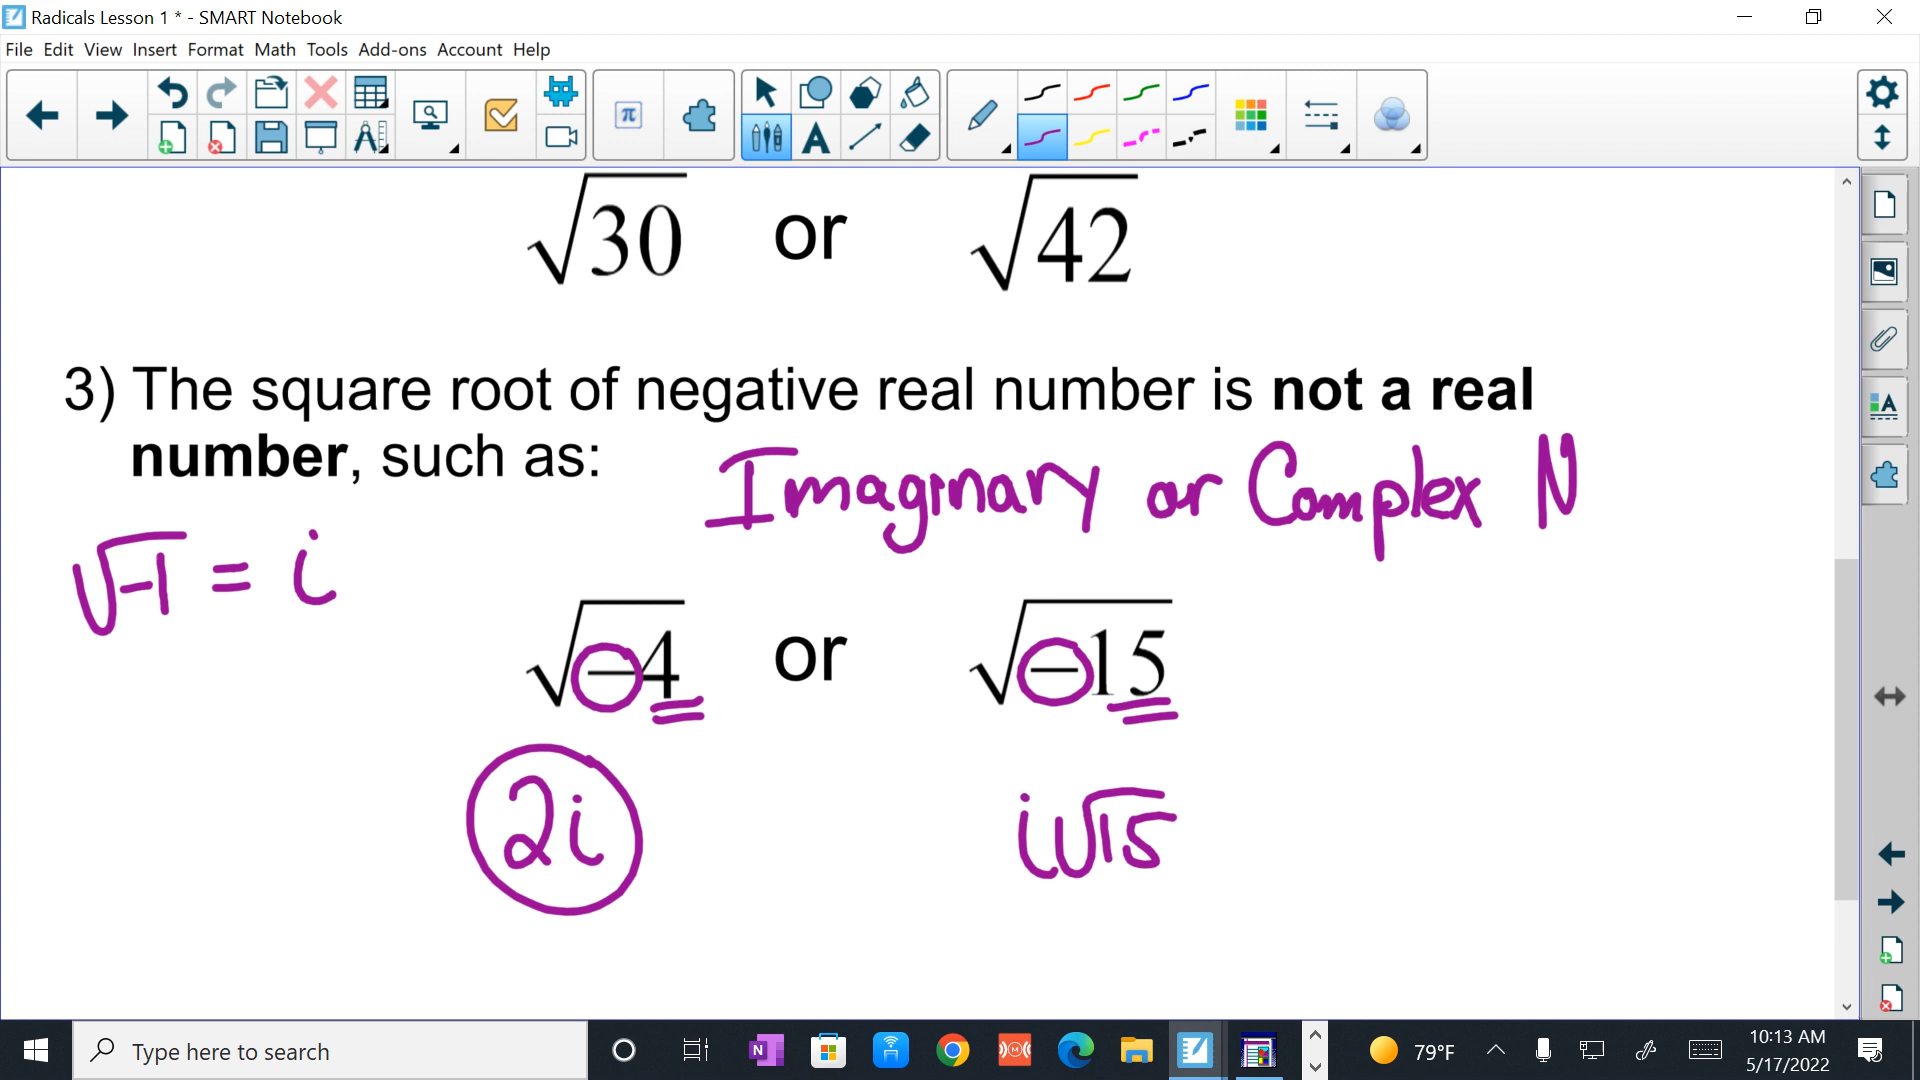 Radicals Lesson 1 * - SMART Notebook
File Edit View Insert Format Math Tools Add-ons Account Help
√30 or √42
3) The square root of negative real number is not a real
number, such as:
Imaginary or Complex N
√-1 = i
√−4 or √−15
2i
i√15
Type here to search
79°F
10:13 AM
5/17/2022